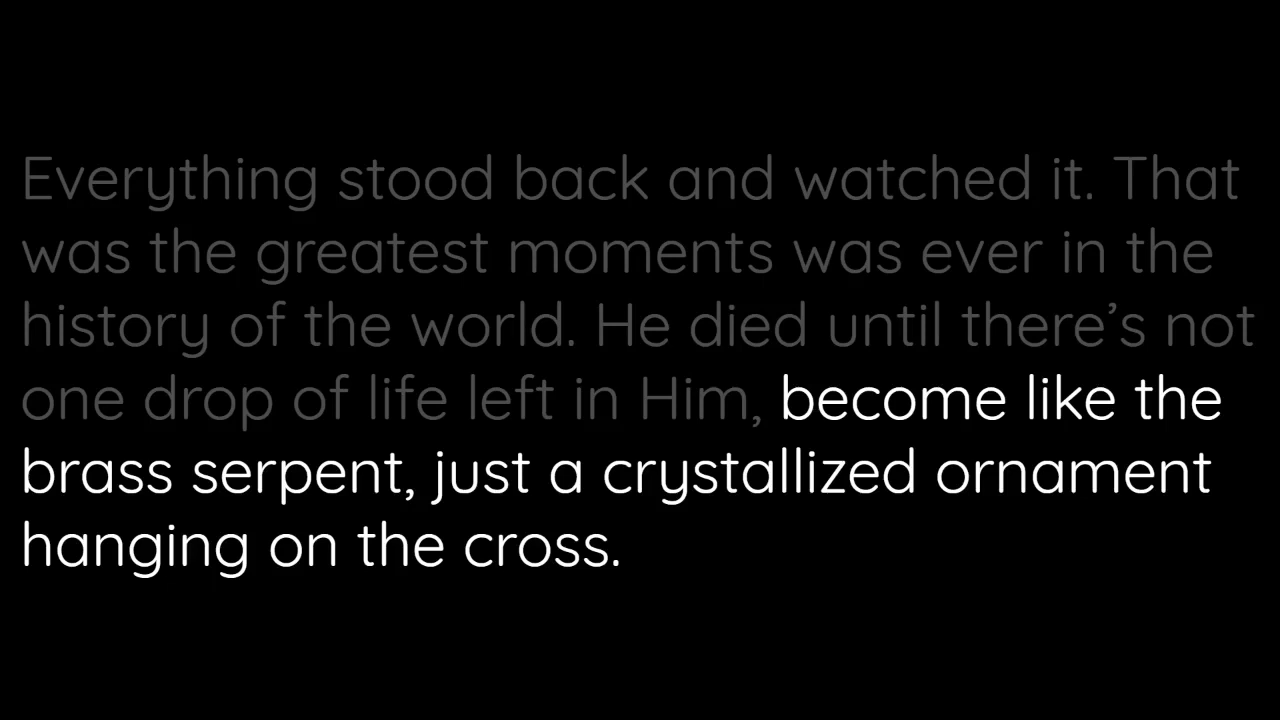 Everything stood back and watched it. That
was the greatest moments was ever in the
history of the world. He died until there’s not
one drop of life left in Him, become like the
brass serpent, just a crystallized ornament
hanging on the cross.